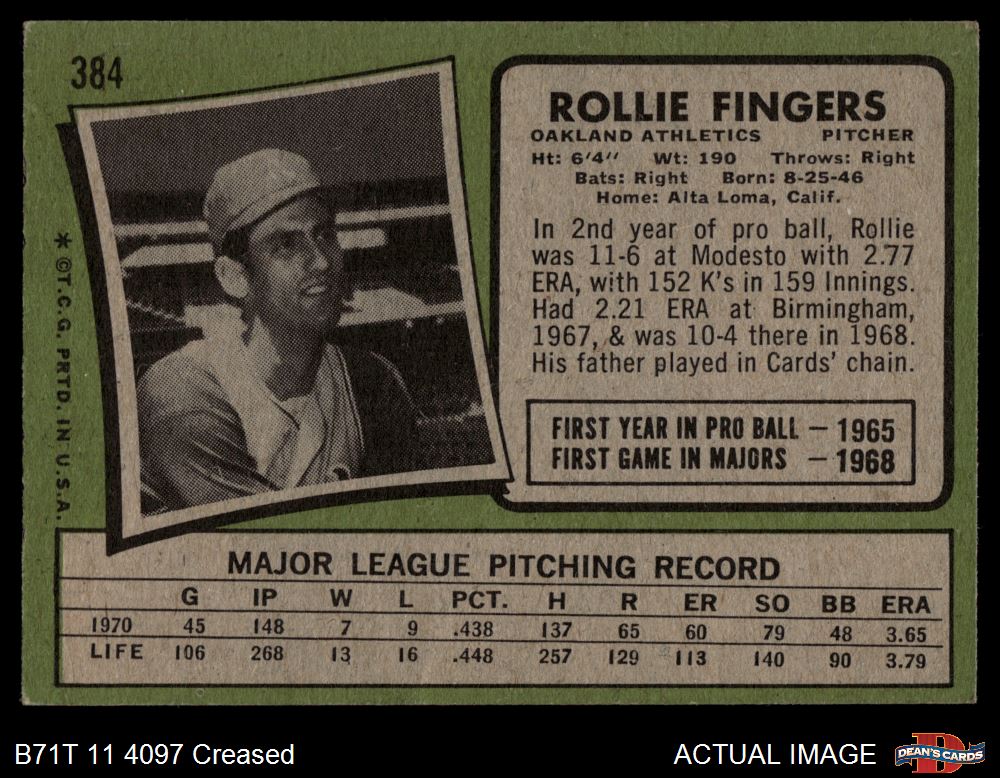 384
* ©T.C.G. PRTD. IN U.S.A.
ROLLIE FINGERS
OAKLAND ATHLETICS PITCHER
Ht: 6'4" Wt: 190 Throws: Right
Bats: Right Born: 8-25-46
Home: Alta Loma, Calif.
In 2nd year of pro ball, Rollie
was 11-6 at Modesto with 2.77
ERA, with 152 K's in 159 Innings.
Had 2.21 ERA at Birmingham,
1967, & was 10-4 there in 1968.
His father played in Cards' chain.
FIRST YEAR IN PRO BALL — 1965
FIRST GAME IN MAJORS — 1968
MAJOR LEAGUE PITCHING RECORD
G IP W L PCT. H R ER SO BB ERA
1970 45 148 7 9 .438 137 65 60 79 48 3.65
LIFE 106 268 13 16 .448 257 129 113 140 90 3.79
B71T 11 4097 Creased
ACTUAL IMAGE
DEAN'S CARDS